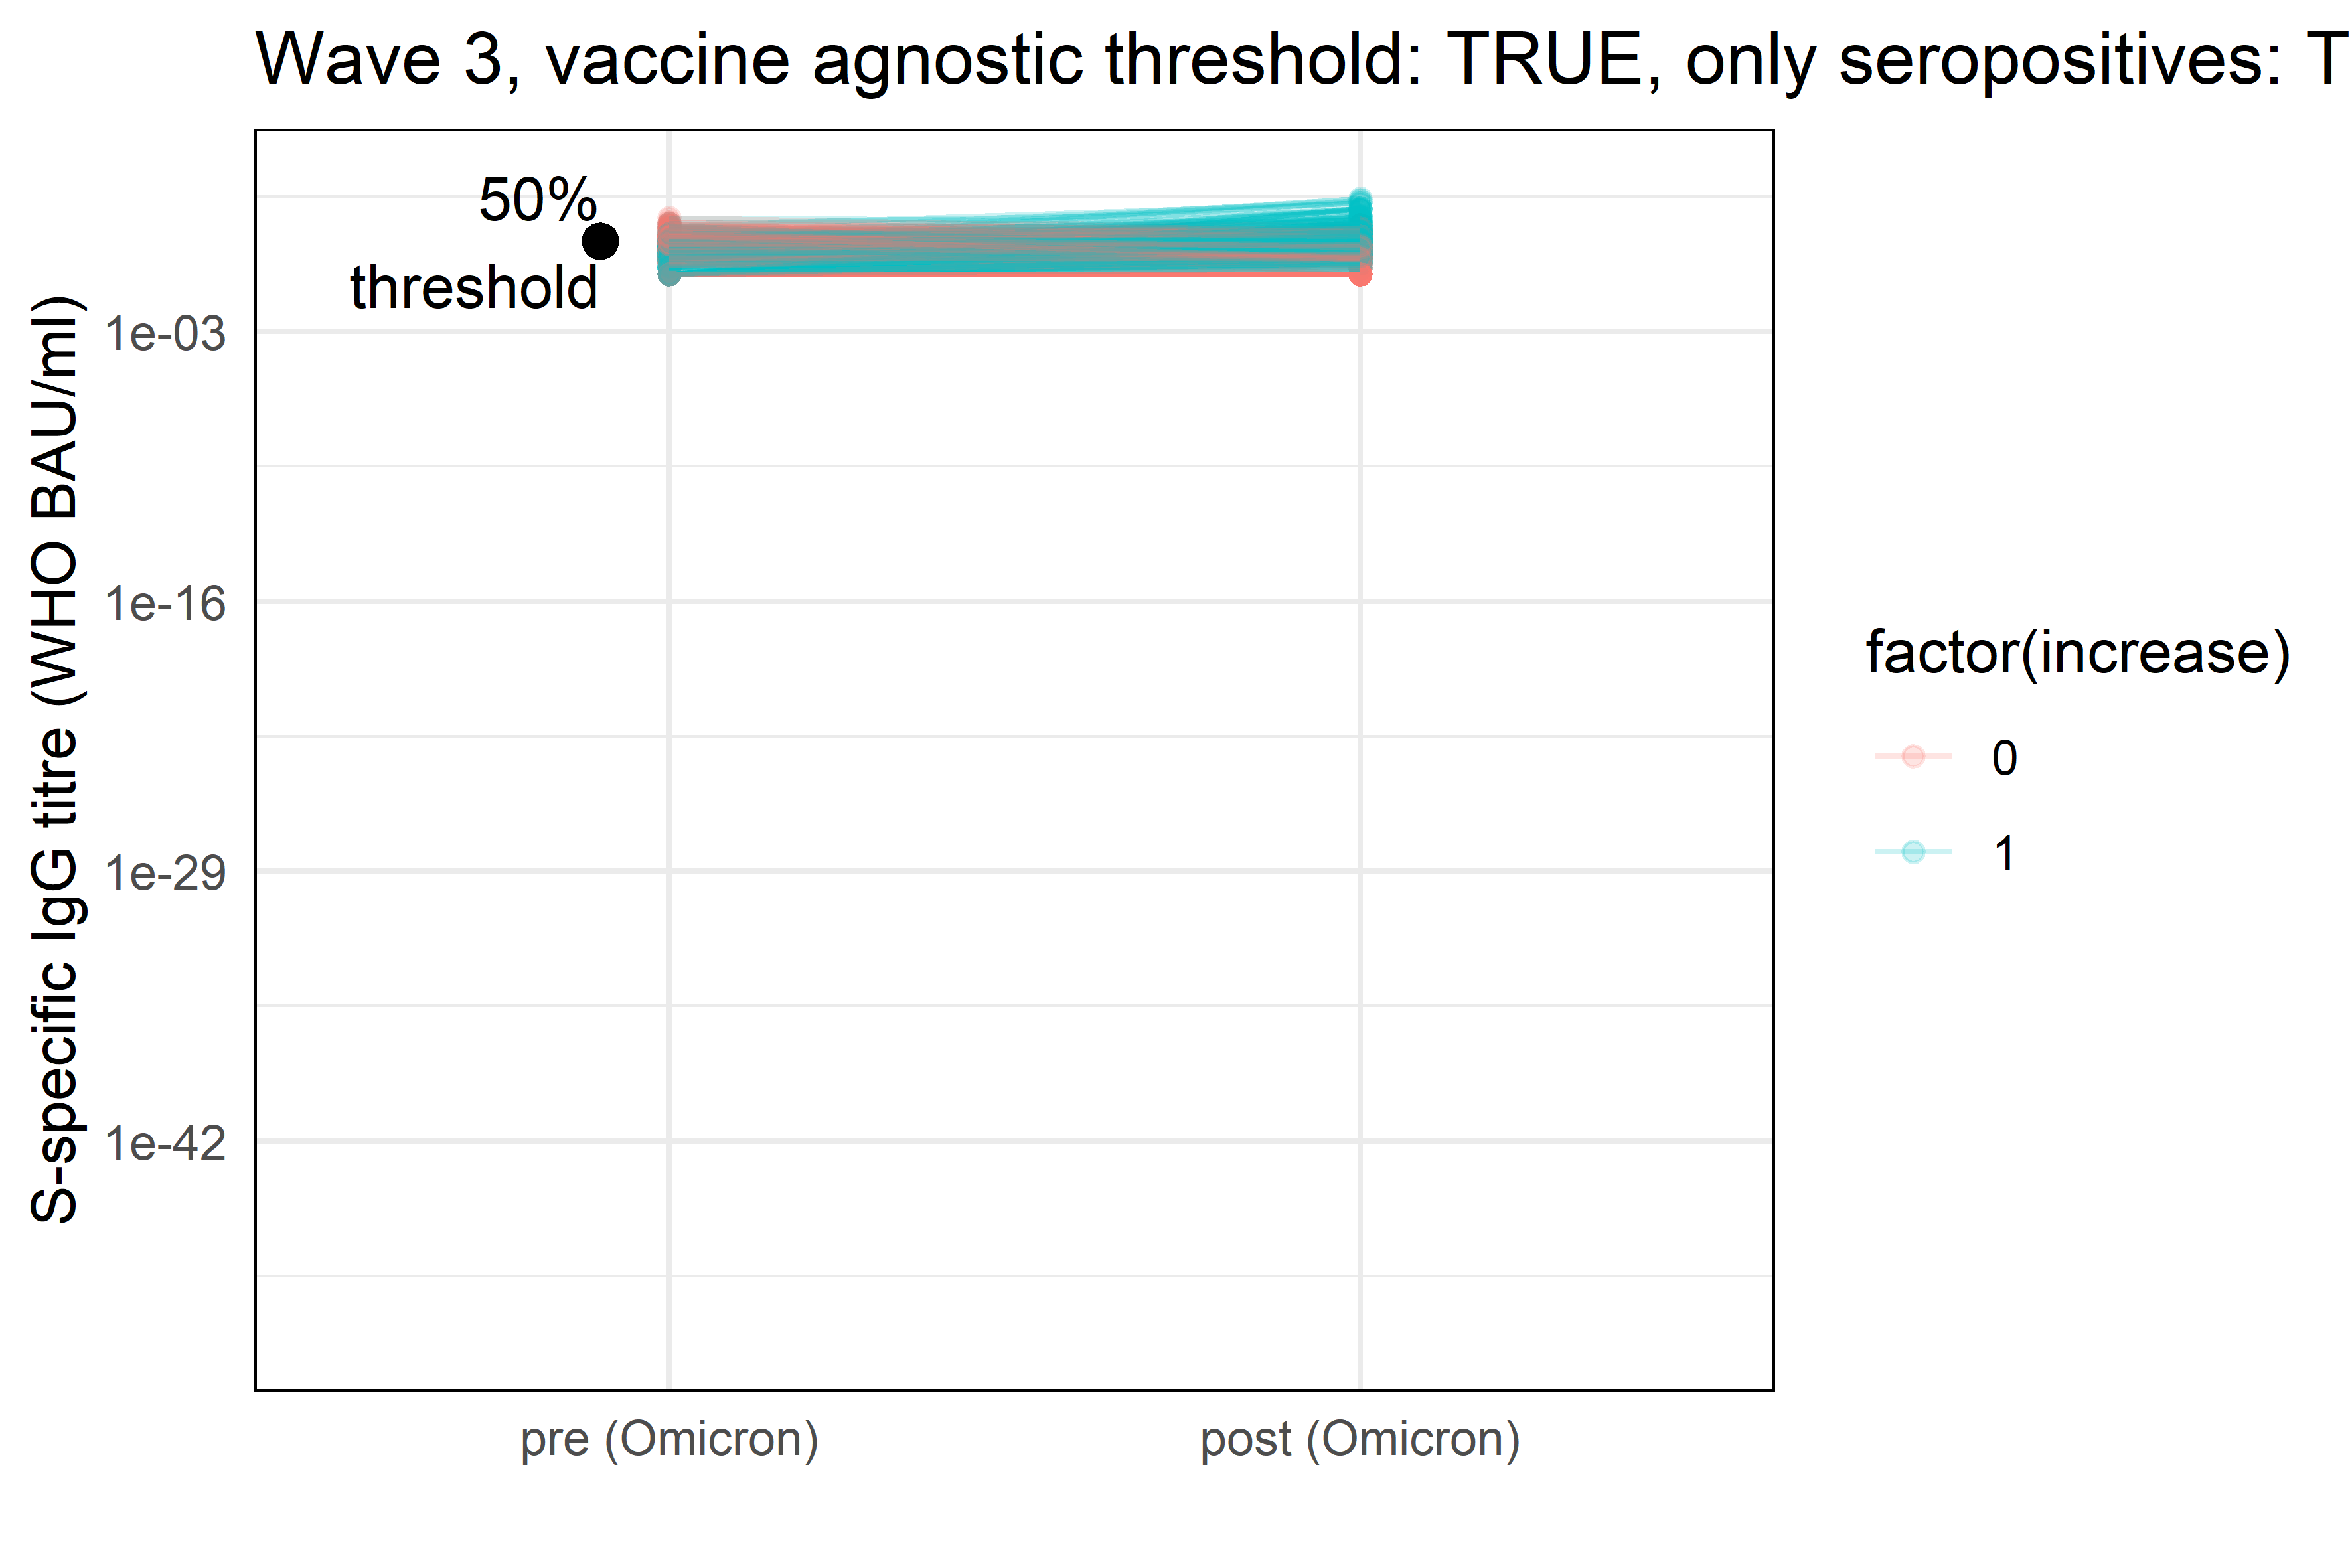 Wave 3, vaccine agnostic threshold: TRUE, only seropositives: T
50%
threshold
S-specific IgG titre (WHO BAU/ml)
1e-03
1e-16
1e-29
1e-42
pre (Omicron)
post (Omicron)
factor(increase)
0
1